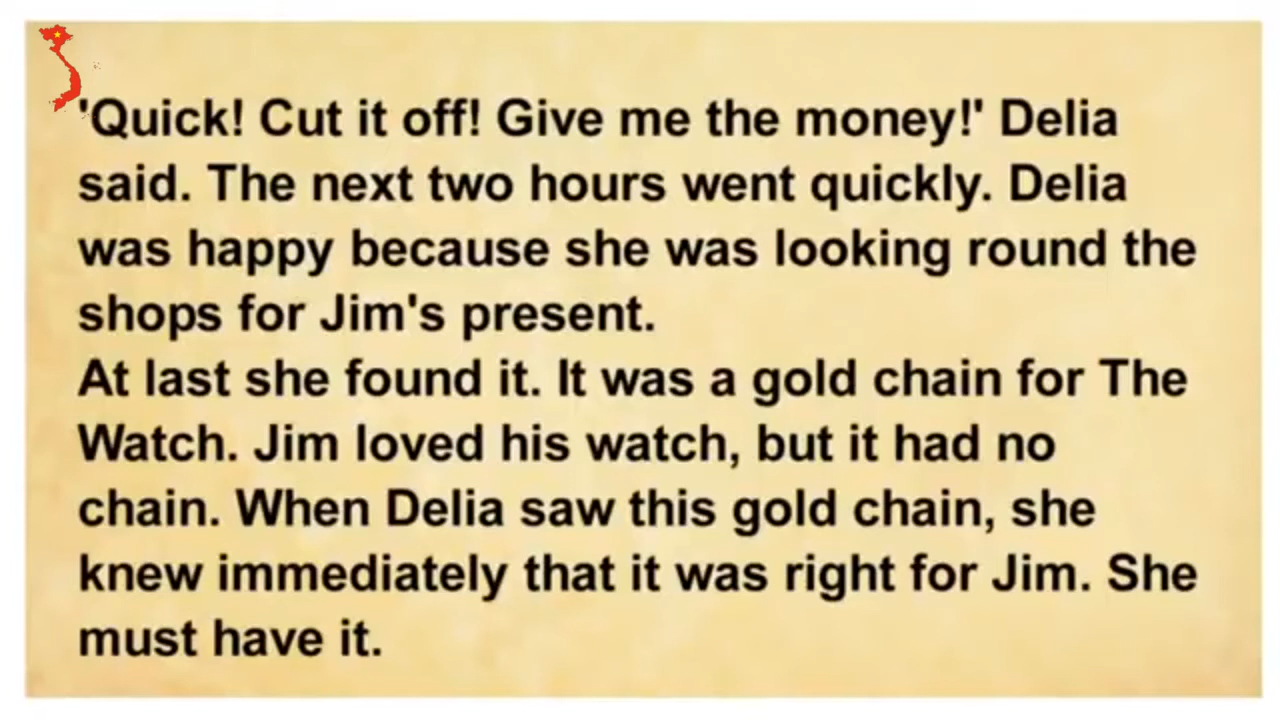 'Quick! Cut it off! Give me the money!' Delia
said. The next two hours went quickly. Delia
was happy because she was looking round the
shops for Jim's present.
At last she found it. It was a gold chain for The
Watch. Jim loved his watch, but it had no
chain. When Delia saw this gold chain, she
knew immediately that it was right for Jim. She
must have it.